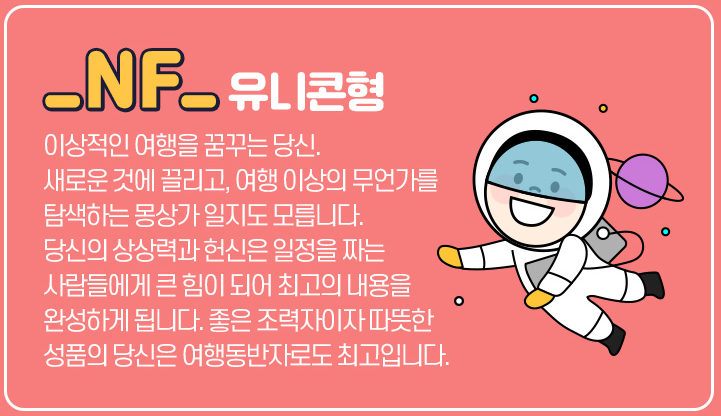 _NF_ 유니콘형
이상적인 여행을 꿈꾸는 당신.
새로운 것에 끌리고, 여행 이상의 무언가를
탐색하는 몽상가 일지도 모릅니다.
당신의 상상력과 헌신은 일정을 짜는
사람들에게 큰 힘이 되어 최고의 내용을
완성하게 됩니다. 좋은 조력자이자 따뜻한
성품의 당신은 여행동반자로도 최고입니다.